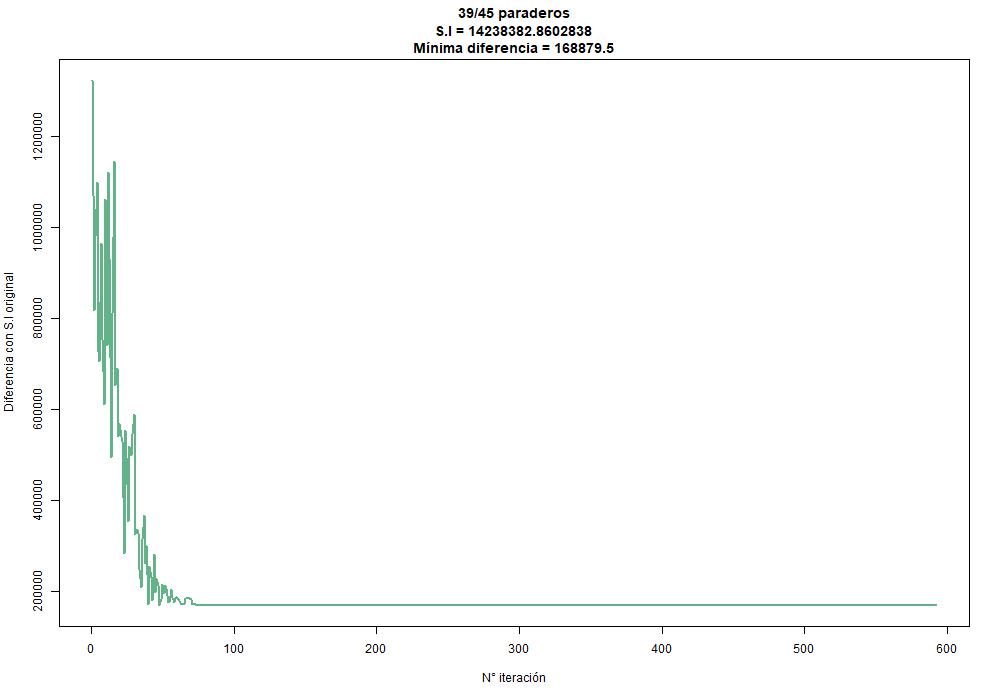 39/45 paraderos
S.I = 14238382.8602838
Mínima diferencia = 168879.5
Diferencia con S.I original
1200000
1000000
800000
600000
400000
200000
0 100 200 300 400 500 600
N° iteración